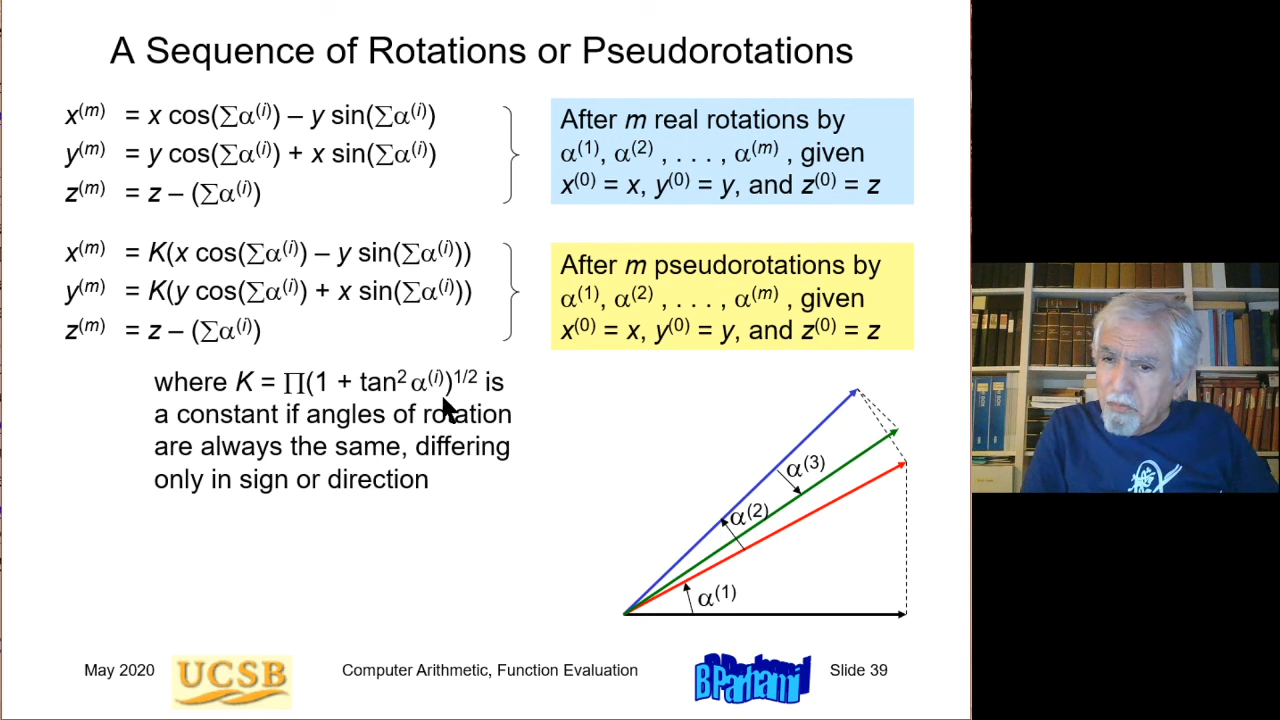 A Sequence of Rotations or Pseudorotations
x⁽ᵐ⁾ = x cos(∑α⁽ⁱ⁾) – y sin(∑α⁽ⁱ⁾)
y⁽ᵐ⁾ = y cos(∑α⁽ⁱ⁾) + x sin(∑α⁽ⁱ⁾)
z⁽ᵐ⁾ = z – (∑α⁽ⁱ⁾)
After m real rotations by
α⁽¹⁾, α⁽²⁾ , . . . , α⁽ᵐ⁾ , given
x⁽⁰⁾ = x, y⁽⁰⁾ = y, and z⁽⁰⁾ = z
x⁽ᵐ⁾ = K(x cos(∑α⁽ⁱ⁾) – y sin(∑α⁽ⁱ⁾))
y⁽ᵐ⁾ = K(y cos(∑α⁽ⁱ⁾) + x sin(∑α⁽ⁱ⁾))
z⁽ᵐ⁾ = z – (∑α⁽ⁱ⁾)
After m pseudorotations by
α⁽¹⁾, α⁽²⁾ , . . . , α⁽ᵐ⁾ , given
x⁽⁰⁾ = x, y⁽⁰⁾ = y, and z⁽⁰⁾ = z
where K = ∏(1 + tan² α⁽ⁱ⁾)¹ᐟ² is
a constant if angles of rotation
are always the same, differing
only in sign or direction
α⁽³⁾
α⁽²⁾
α⁽¹⁾
May 2020
UCSB
Computer Arithmetic, Function Evaluation
B Parhami
Slide 39